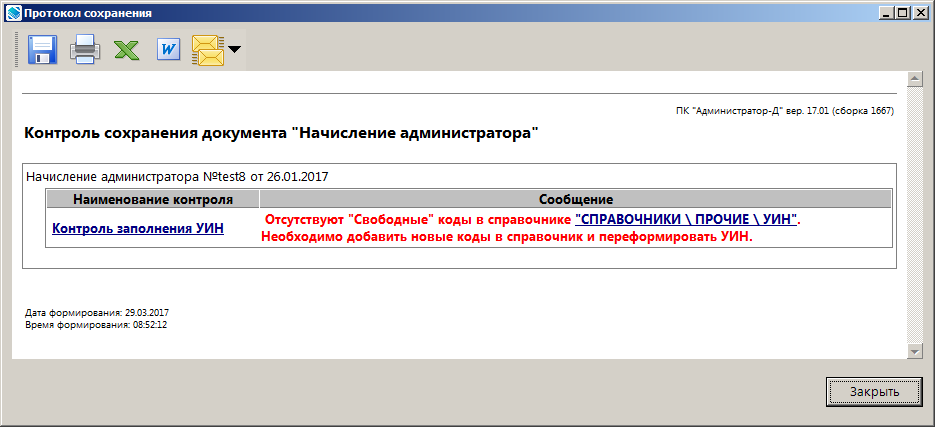 Протокол сохранения
ПК "Администратор-Д" вер. 17.01 (сборка 1667)
Контроль сохранения документа "Начисление администратора"
Начисление администратора №test8 от 26.01.2017
Наименование контроля Сообщение
Контроль заполнения УИН
Отсутствуют "Свободные" коды в справочнике "СПРАВОЧНИКИ \ ПРОЧИЕ \ УИН".
Необходимо добавить новые коды в справочник и переформировать УИН.
Дата формирования: 29.03.2017
Время формирования: 08:52:12
Закрыть